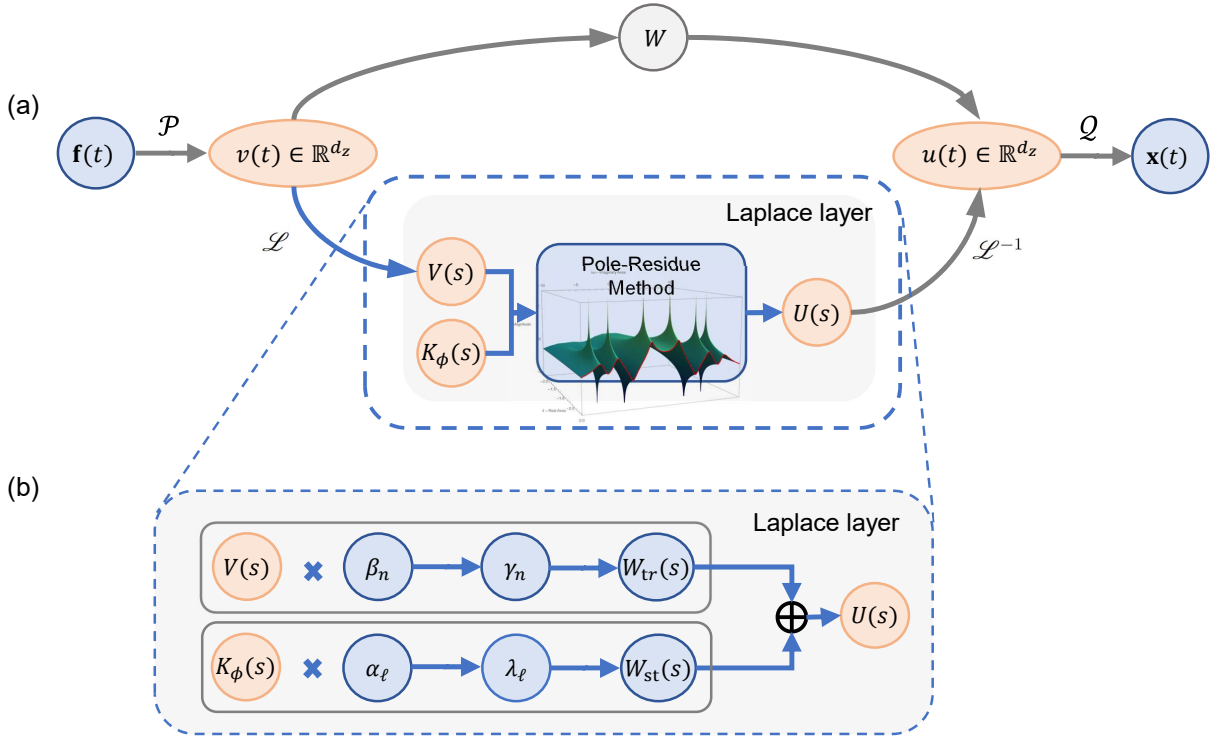 (a)
W
f(t)
𝒫
v(t) ∈ ℝ^{d_z}
u(t) ∈ ℝ^{d_z}
𝒬
x(t)
ℒ
Laplace layer
ℒ⁻¹
V(s)
K_ϕ(s)
Pole-Residue
Method
U(s)
(b)
Laplace layer
V(s) × β_n γ_n W_tr(s)
⊕ U(s)
K_ϕ(s) × α_ℓ λ_ℓ W_st(s)